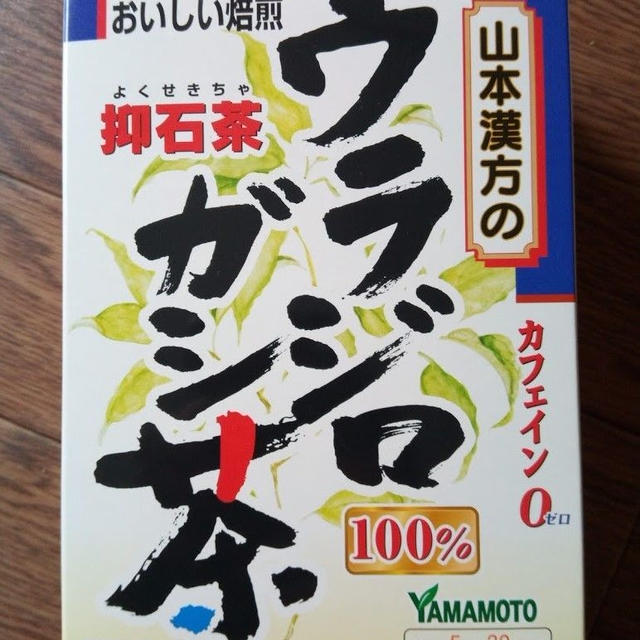 山本漢方の
おいしい焙煎
よくせきちゃ
抑石茶
ウラジロ
ガシ茶
カフェイン0
ゼロ
100%
YAMAMOTO